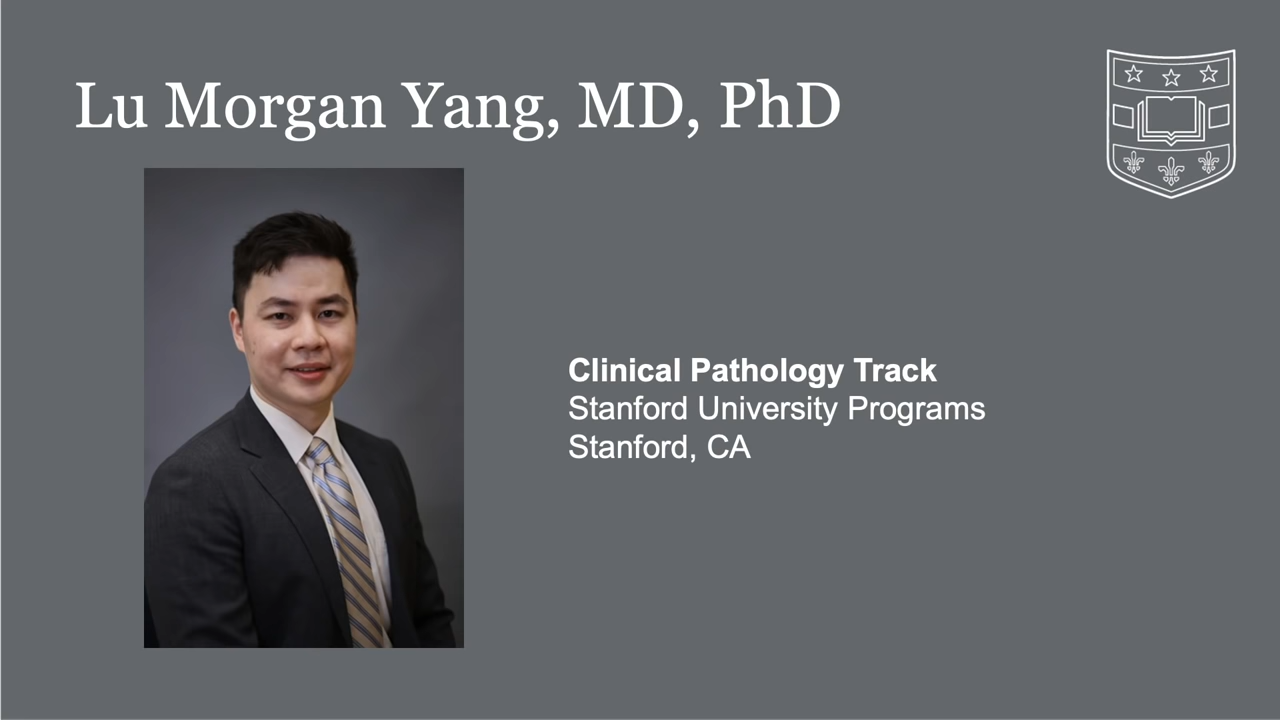 Lu Morgan Yang, MD, PhD
Clinical Pathology Track
Stanford University Programs
Stanford, CA